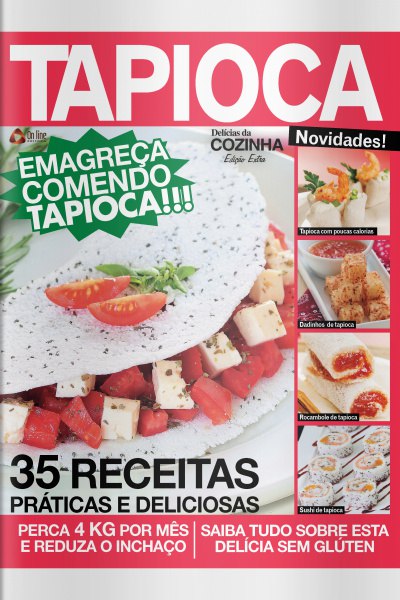 TAPIOCA
On line
EDITORA
Delícias da
COZINHA
Edição Extra
Novidades!
EMAGREÇA
COMENDO
TAPIOCA!!!
Tapioca com poucas calorias
Dadinhos de tapioca
Rocambole de tapioca
Sushi de tapioca
35 RECEITAS
PRÁTICAS E DELICIOSAS
PERCA 4 KG POR MÊS
E REDUZA O INCHAÇO
SAIBA TUDO SOBRE ESTA
DELÍCIA SEM GLÚTEN